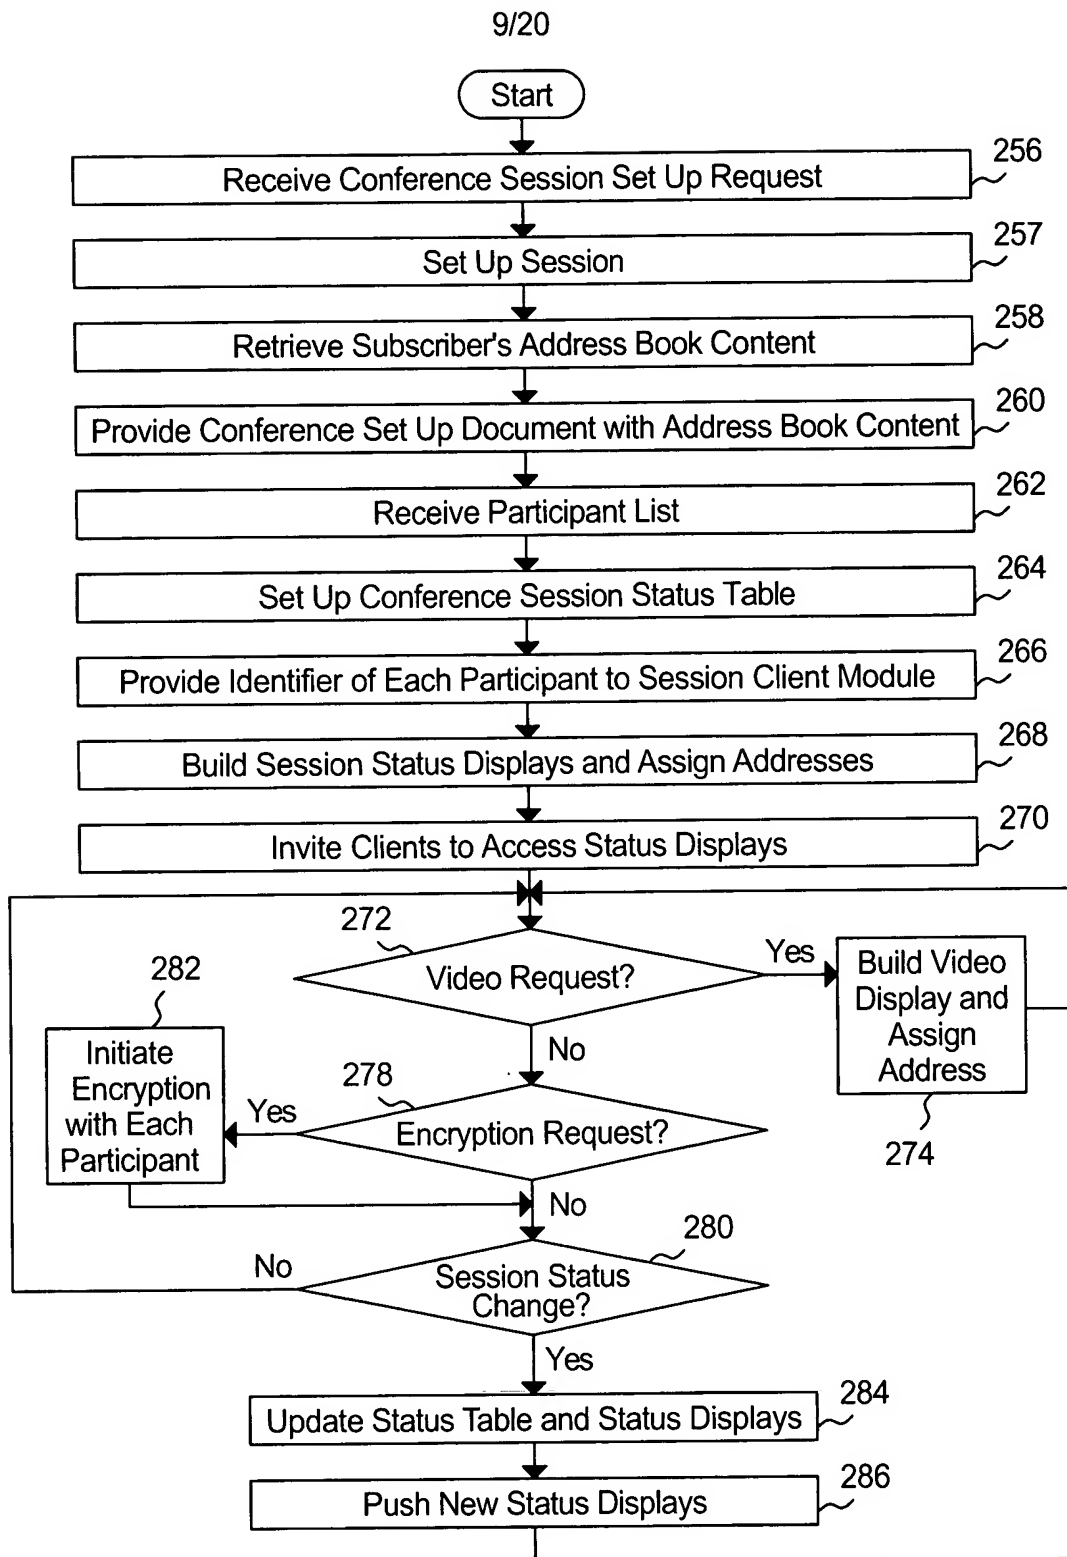 9/20
Start
256
Receive Conference Session Set Up Request
257
Set Up Session
258
Retrieve Subscriber's Address Book Content
260
Provide Conference Set Up Document with Address Book Content
262
Receive Participant List
264
Set Up Conference Session Status Table
266
Provide Identifier of Each Participant to Session Client Module
268
Build Session Status Displays and Assign Addresses
270
Invite Clients to Access Status Displays
272
Video Request?
Yes
Build Video
Display and
Assign
Address
274
No
282
Initiate
Encryption
with Each
Participant
278
Yes
Encryption Request?
No
280
No
Session Status
Change?
Yes
284
Update Status Table and Status Displays
286
Push New Status Displays